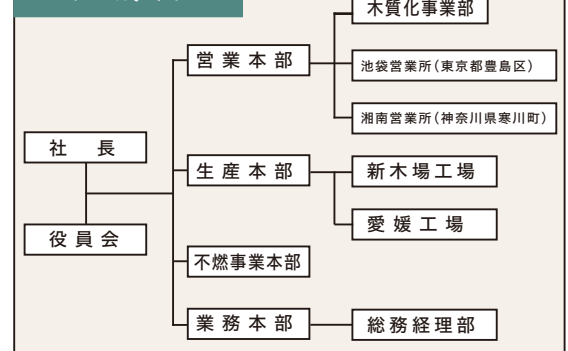 木質化事業部
営業本部
池袋営業所(東京都豊島区)
湘南営業所(神奈川県寒川町)
社長
生産本部
新木場工場
愛媛工場
役員会
不燃事業本部
業務本部
総務経理部